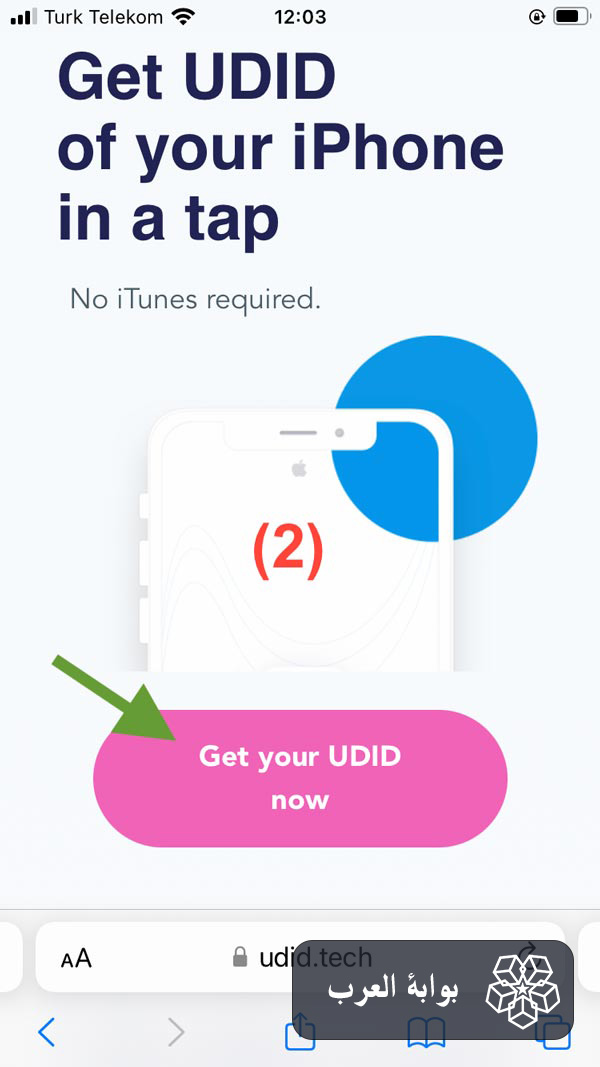 Turk Telekom
12:03
Get UDID
of your iPhone
in a tap
No iTunes required.
(2)
Get your UDID
now
AA
udid.tech
بوابة العرب